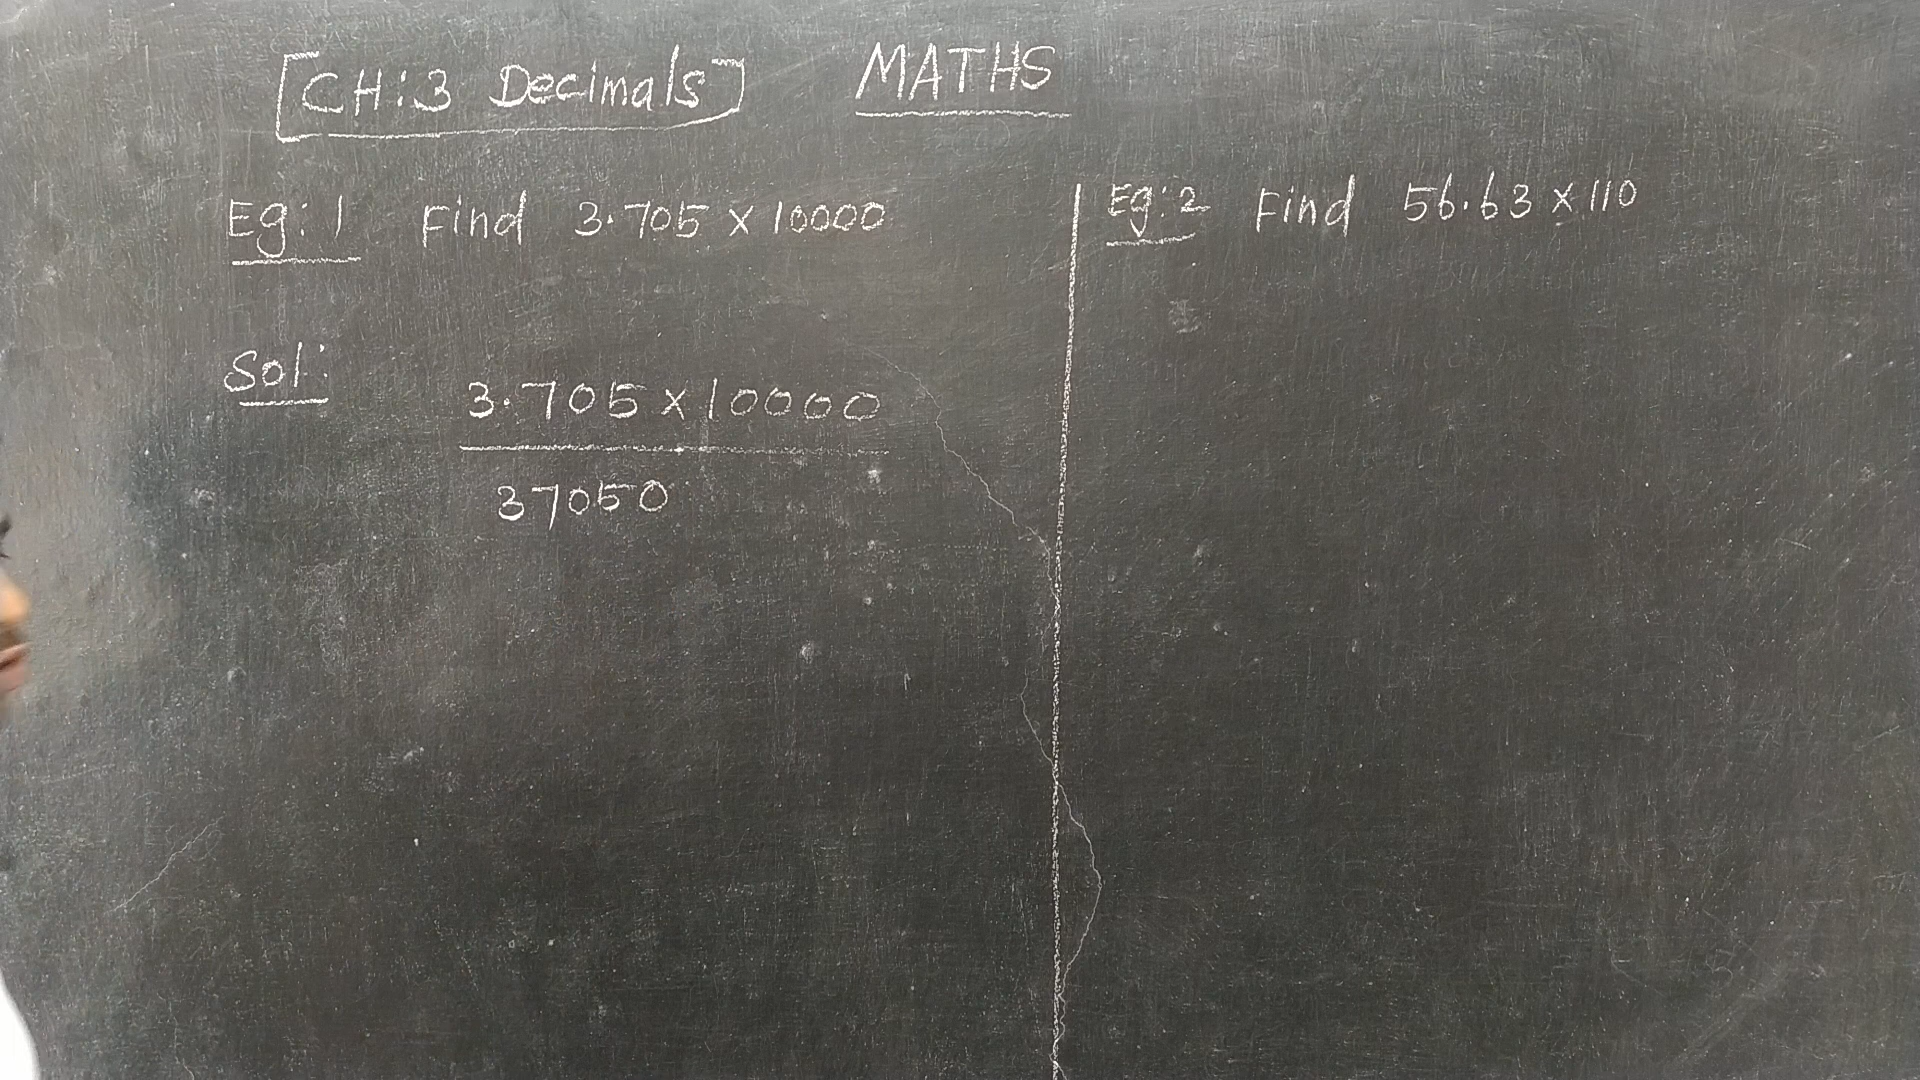 [CH:3 Decimals] MATHS
Eg:1 Find 3.705 x 10000
Sol:
3.705 x 10000
37050
Eg:2 Find 56.63 x 110